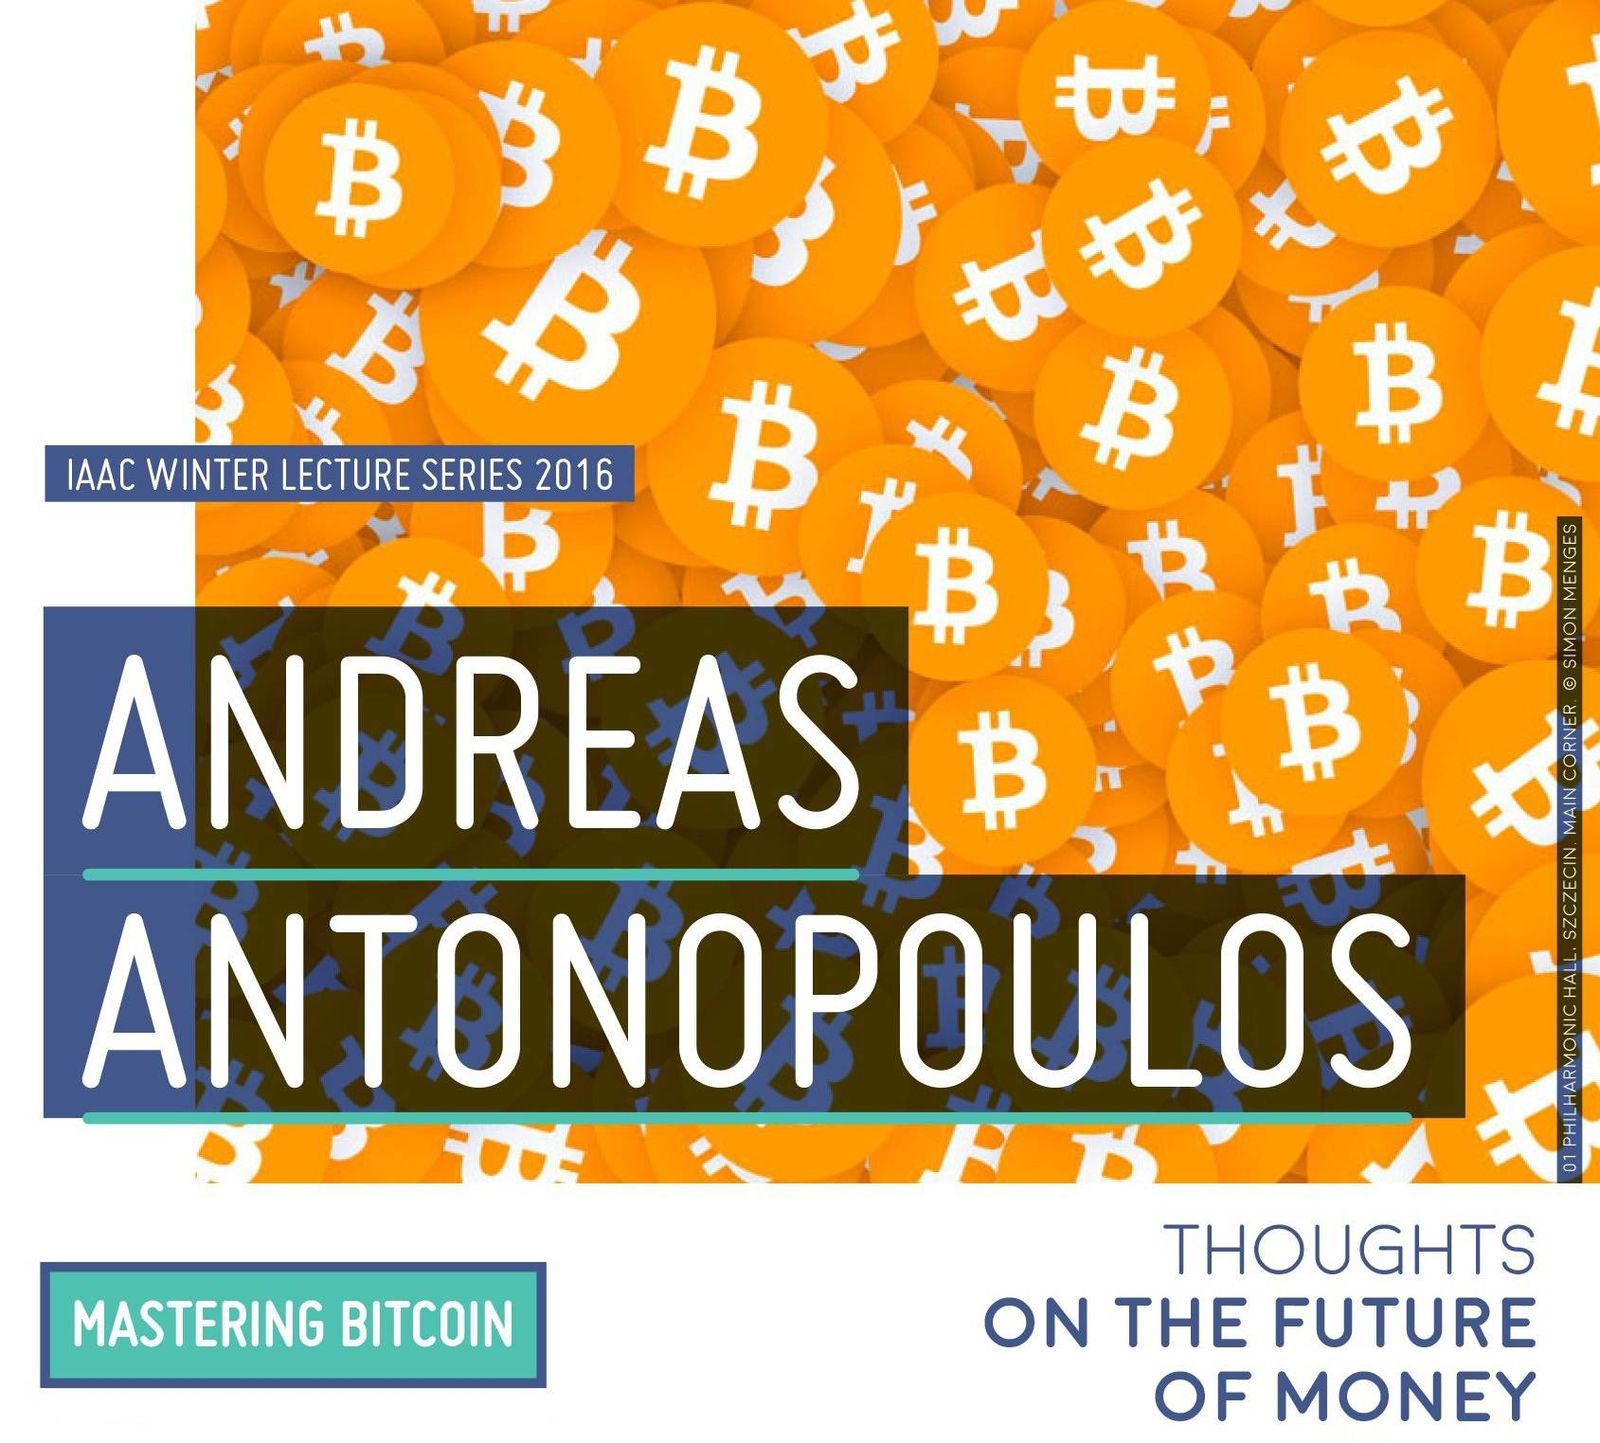 IAAC WINTER LECTURE SERIES 2016
ANDREAS
ANTONOPOULOS
01 PHILHARMONIC HALL, SZCZECIN. MAIN CORNER. © SIMON MENGES
MASTERING BITCOIN
THOUGHTS
ON THE FUTURE
OF MONEY